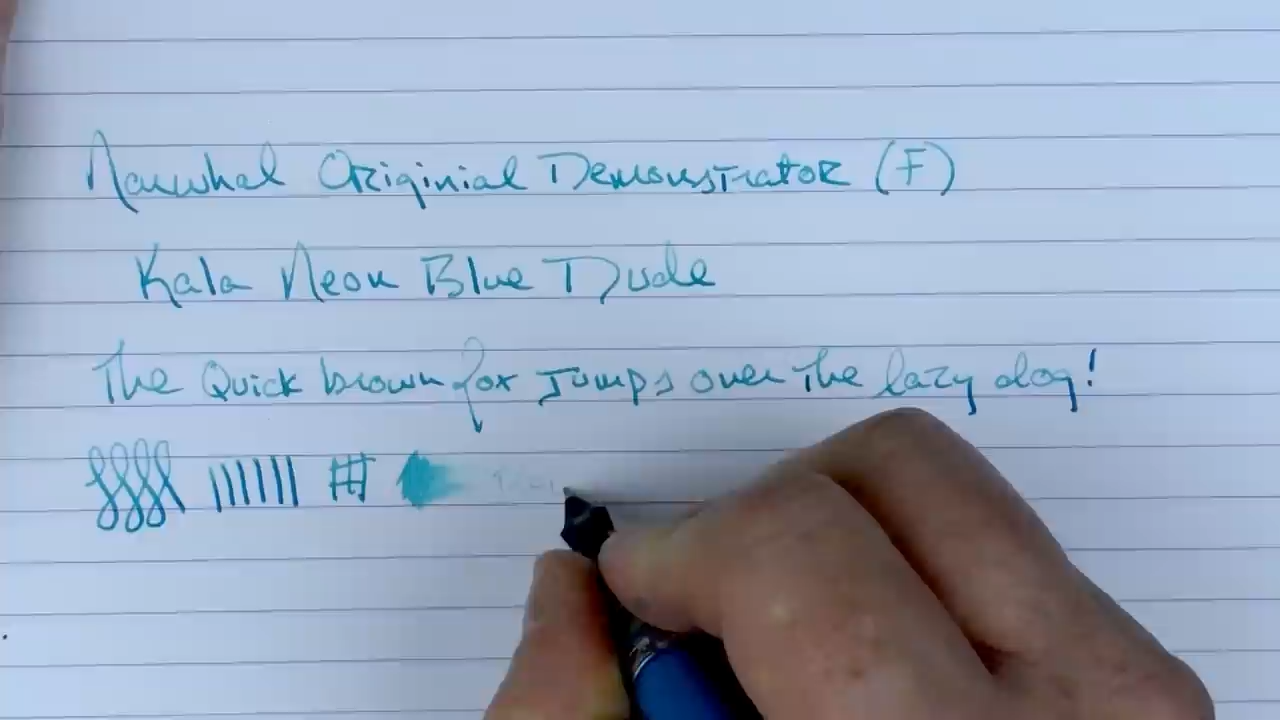 Narwhal Originial Demonstrator (F)
Kala Neon Blue Dude
The Quick brown fox Jumps over The lazy dog!